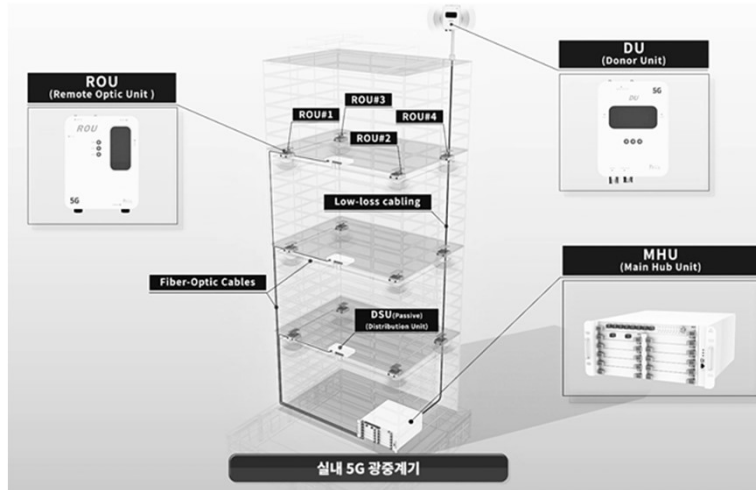 DU
(Donor Unit)
5G
DU
ROU
(Remote Optic Unit )
5G
ROU
5G
ROU#1
ROU#3
ROU#2
ROU#4
Low-loss cabling
Fiber-Optic Cables
DSU(Passive)
(Distribution Unit)
MHU
(Main Hub Unit)
실내 5G 광중계기